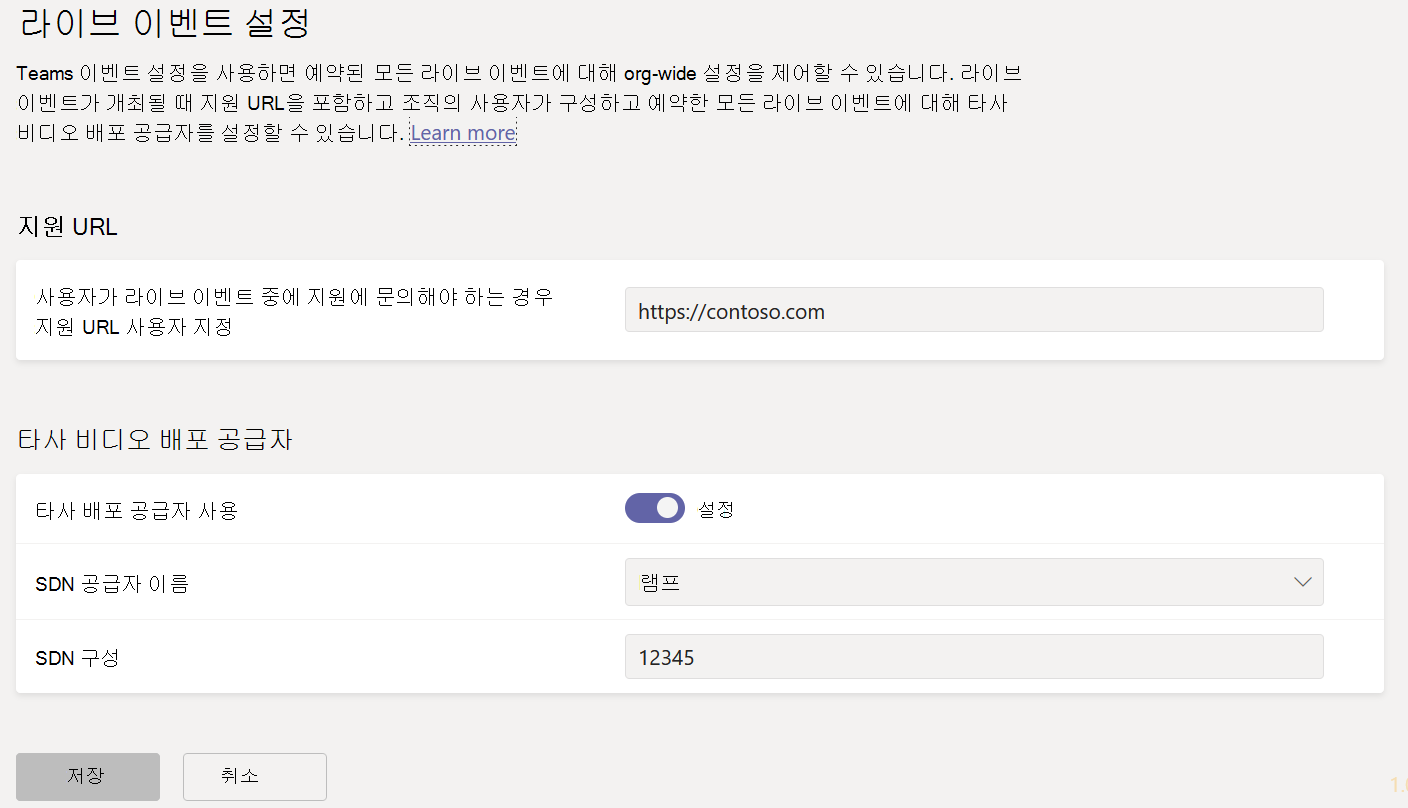 라이브 이벤트 설정
Teams 이벤트 설정을 사용하면 예약된 모든 라이브 이벤트에 대해 org-wide 설정을 제어할 수 있습니다. 라이브
이벤트가 개최될 때 지원 URL을 포함하고 조직의 사용자가 구성하고 예약한 모든 라이브 이벤트에 대해 타사
비디오 배포 공급자를 설정할 수 있습니다. Learn more
지원 URL
사용자가 라이브 이벤트 중에 지원에 문의해야 하는 경우
지원 URL 사용자 지정
https://contoso.com
타사 비디오 배포 공급자
타사 배포 공급자 사용
설정
SDN 공급자 이름
램프
SDN 구성
12345
저장
취소